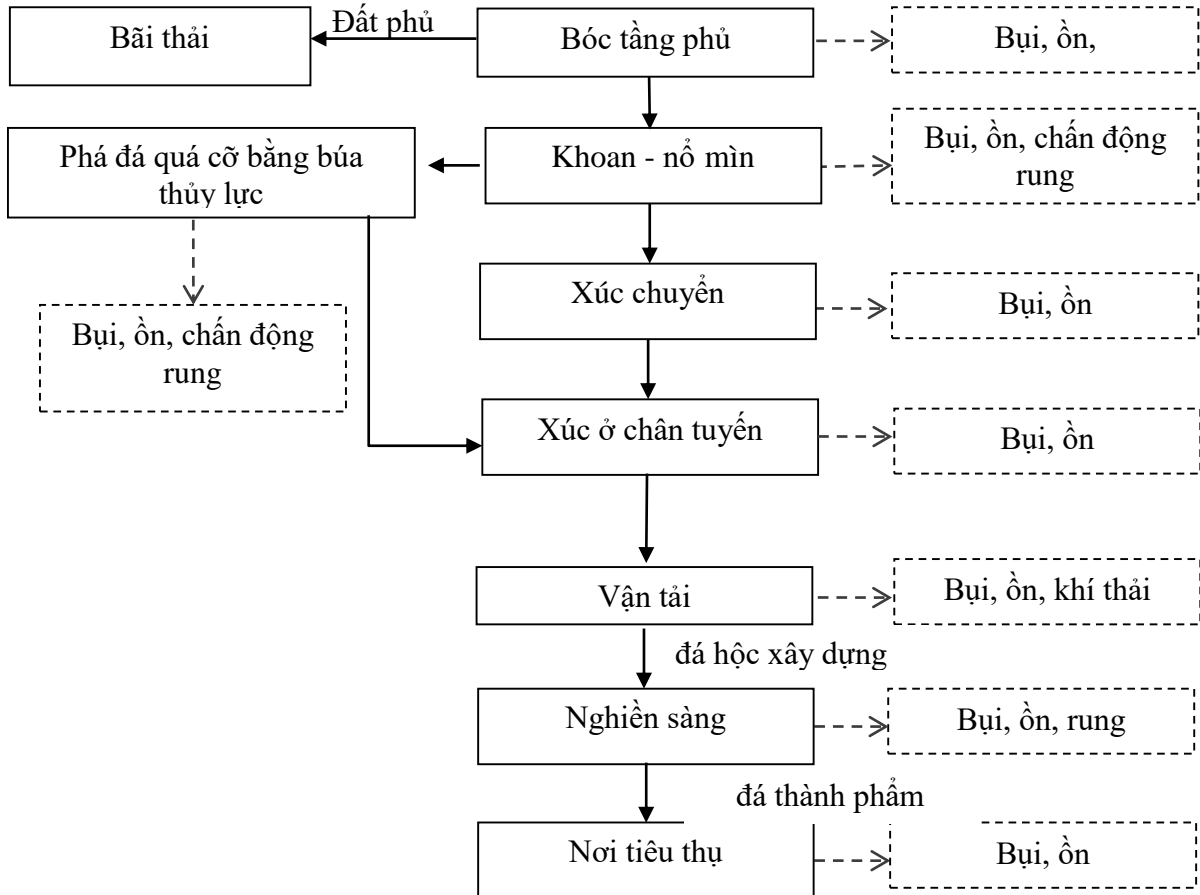 Bãi thải
Đất phủ
Bóc tầng phủ
Bụi, ồn,
Phá đá quá cỡ bằng búa
thủy lực
Khoan - nổ mìn
Bụi, ồn, chấn động
rung
Xúc chuyển
Bụi, ồn
Bụi, ồn, chấn động
rung
Xúc ở chân tuyến
Bụi, ồn
Vận tải
Bụi, ồn, khí thải
đá hộc xây dựng
Nghiền sàng
Bụi, ồn, rung
đá thành phẩm
Nơi tiêu thụ
Bụi, ồn